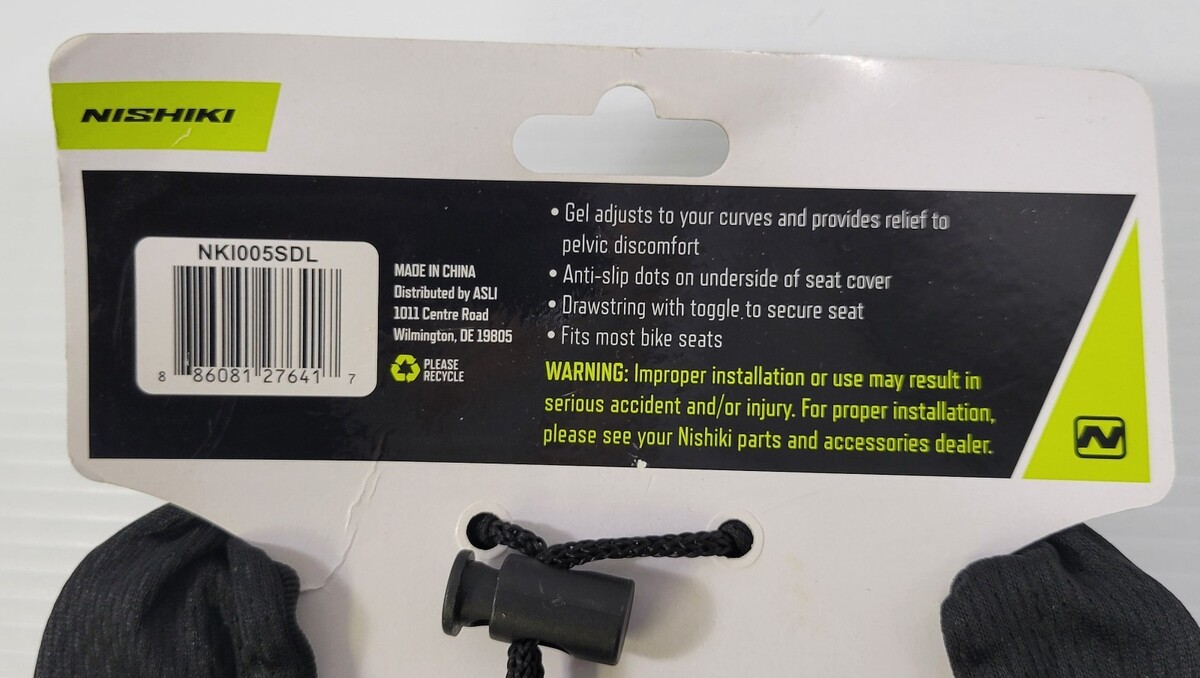 NISHIKI
NKI005SDL
8 86081 27641 7
MADE IN CHINA
Distributed by ASLI
1011 Centre Road
Wilmington, DE 19805
PLEASE
RECYCLE
• Gel adjusts to your curves and provides relief to
pelvic discomfort
• Anti-slip dots on underside of seat cover
• Drawstring with toggle to secure seat
• Fits most bike seats
WARNING: Improper installation or use may result in
serious accident and/or injury. For proper installation,
please see your Nishiki parts and accessories dealer.
N